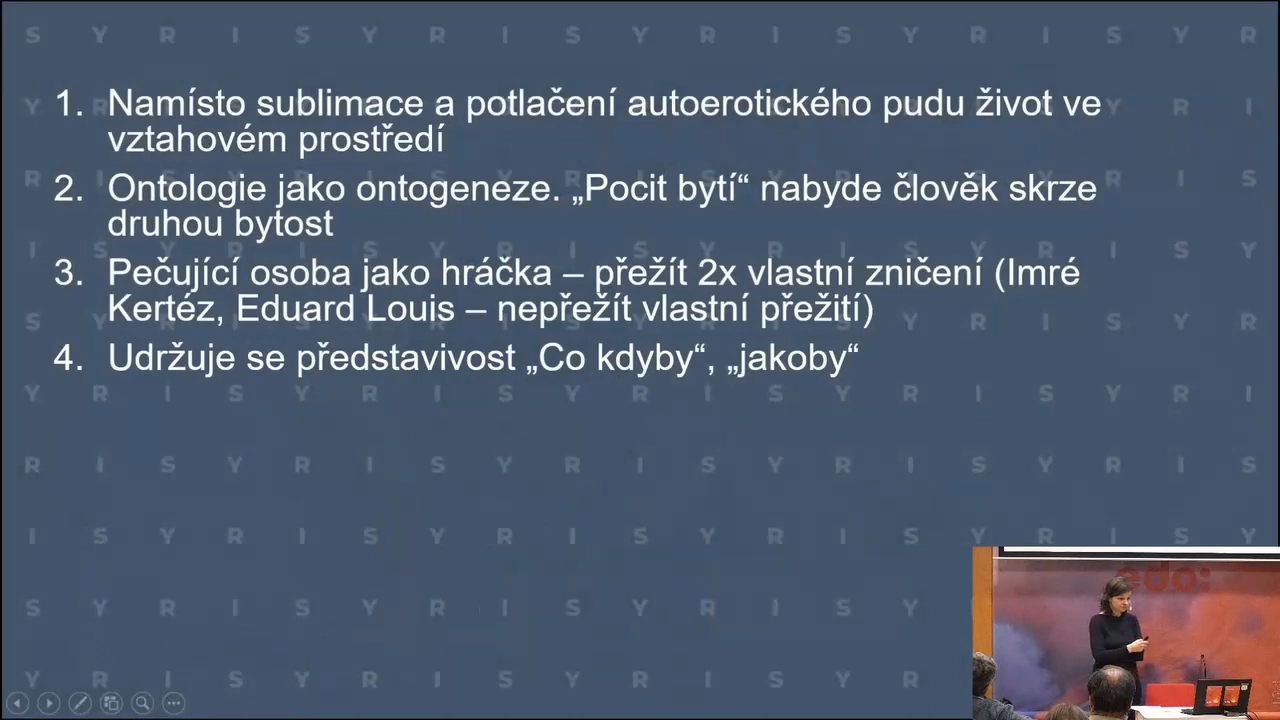 S Y R I S Y R I S Y R I S Y R I S Y R
1. Namísto sublimace a potlačení autoerotického pudu život ve
vztahovém prostředí
2. Ontologie jako ontogeneze. „Pocit bytí“ nabyde člověk skrze
druhou bytost
3. Pečující osoba jako hráčka – přežít 2x vlastní zničení (Imré
Kertéz, Eduard Louis – nepřežít vlastní přežití)
4. Udržuje se představivost „Co kdyby“, „jakoby“
Y R I S Y R I S Y R I S Y R I S Y R I
R I S Y R I S Y R I S Y R I S Y R I S
I S Y R I S Y R I S Y R I S Y R I S Y
S Y R I S Y R I S Y R I S Y
Y R I S Y R I S Y R I S Y R
edo: